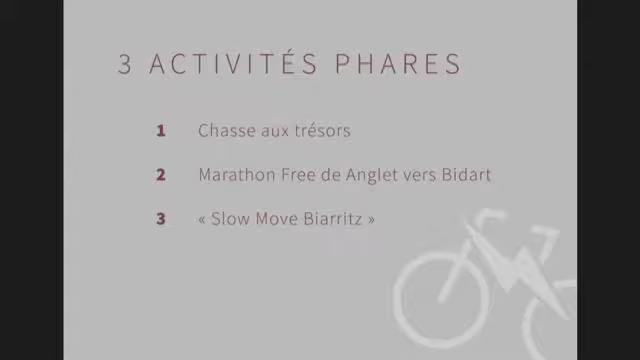 3 ACTIVITÉS PHARES
1 Chasse aux trésors
2 Marathon Free de Anglet vers Bidart
3 « Slow Move Biarritz »